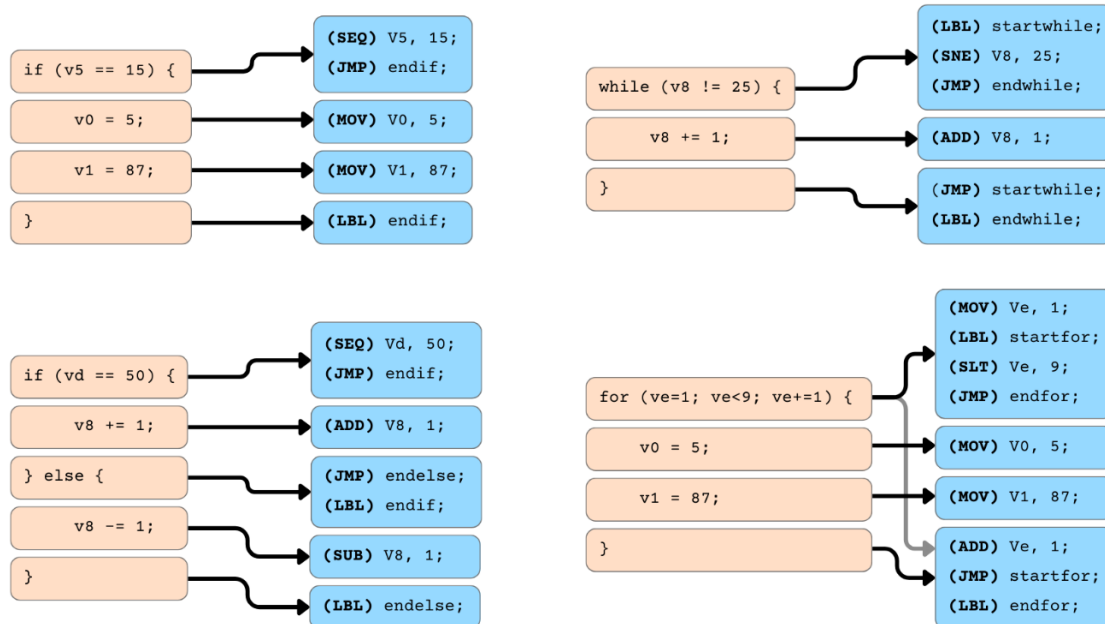 if (v5 == 15) {
v0 = 5;
v1 = 87;
}
(SEQ) V5, 15;
(JMP) endif;
(MOV) V0, 5;
(MOV) V1, 87;
(LBL) endif;
while (v8 != 25) {
v8 += 1;
}
(LBL) startwhile;
(SNE) V8, 25;
(JMP) endwhile;
(ADD) V8, 1;
(JMP) startwhile;
(LBL) endwhile;
if (vd == 50) {
v8 += 1;
} else {
v8 -= 1;
}
(SEQ) Vd, 50;
(JMP) endif;
(ADD) V8, 1;
(JMP) endelse;
(LBL) endif;
(SUB) V8, 1;
(LBL) endelse;
for (ve=1; ve<9; ve+=1) {
v0 = 5;
v1 = 87;
}
(MOV) Ve, 1;
(LBL) startfor;
(SLT) Ve, 9;
(JMP) endfor;
(MOV) V0, 5;
(MOV) V1, 87;
(ADD) Ve, 1;
(JMP) startfor;
(LBL) endfor;